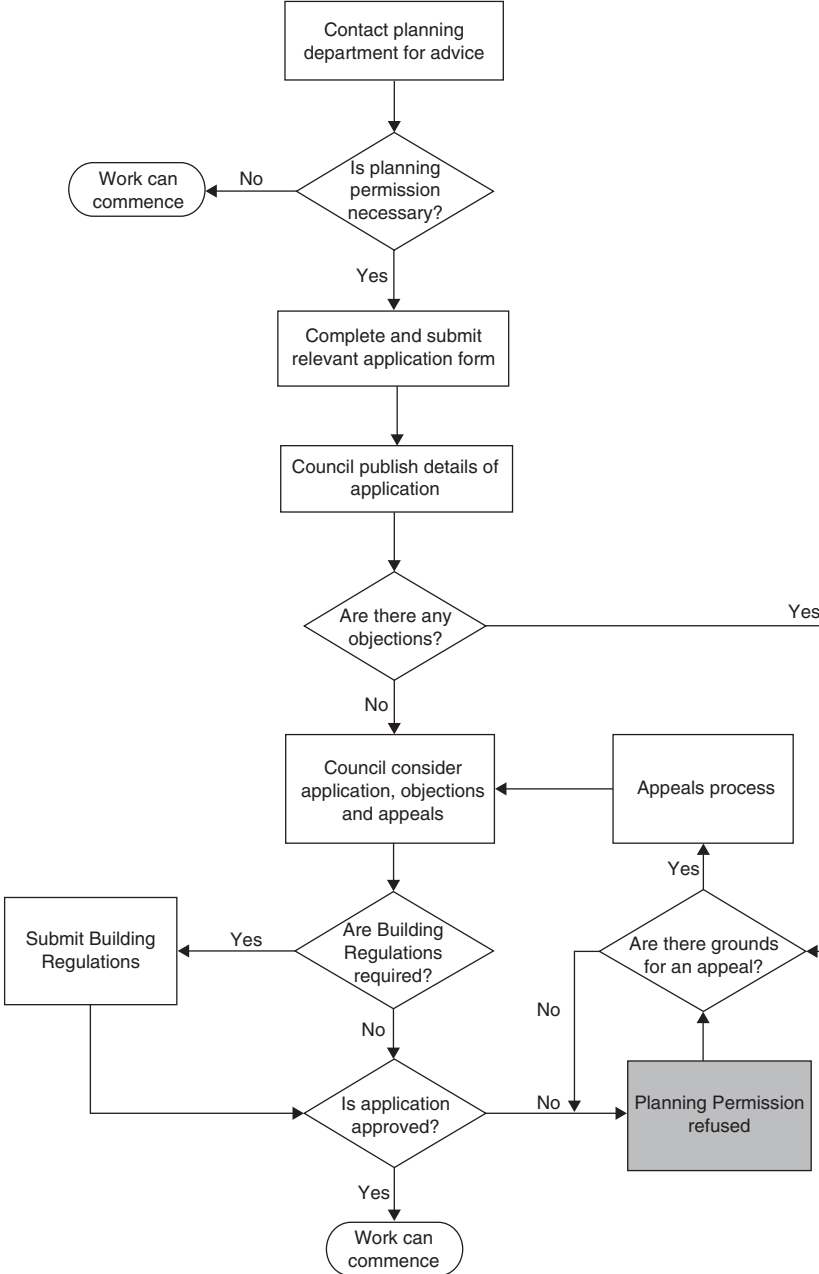 Contact planning
department for advice
Is
planning
permission
necessary?
No
Work can
commence
Yes
Complete and submit
relevant application form
Council publish details of
application
Are there any
objections?
Yes
No
Council consider
application, objections
and appeals
Appeals process
Yes
Are there grounds
for an appeal?
No
Are Building
Regulations
required?
Yes
Submit Building
Regulations
No
Is application
approved?
No
Planning Permission
refused
Yes
Work can
commence